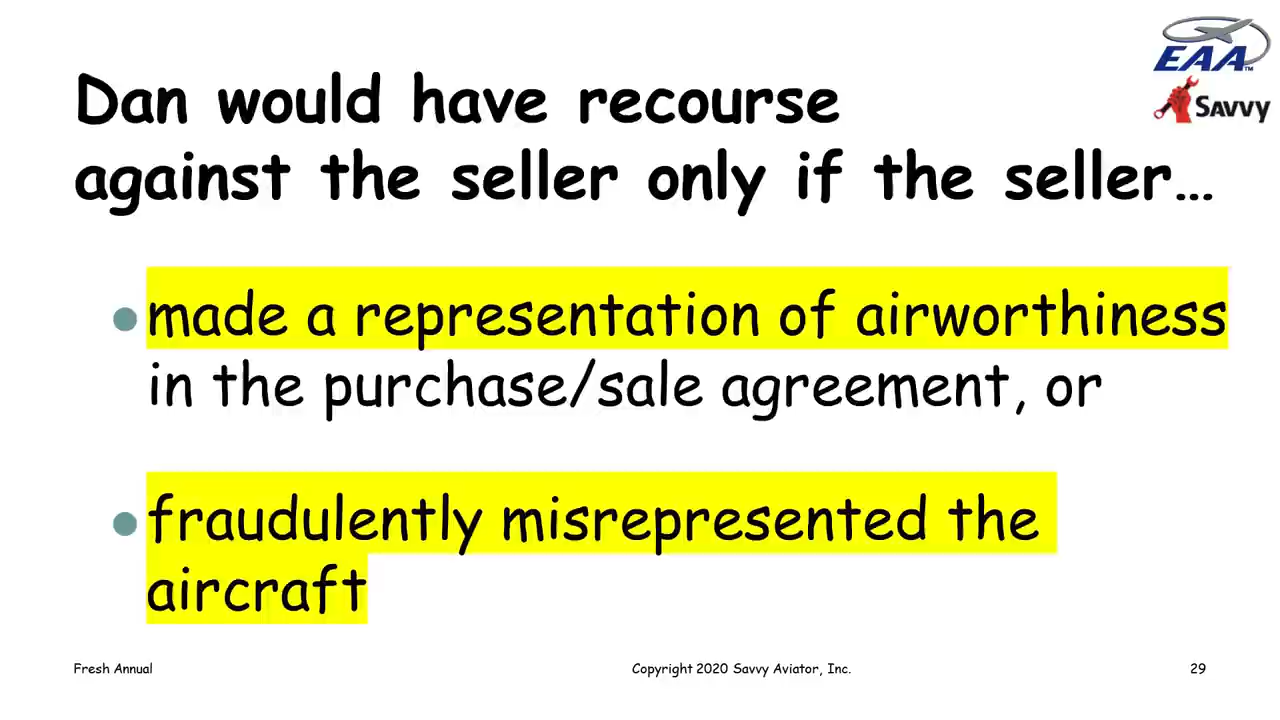 EAA™
Savvy
Dan would have recourse
against the seller only if the seller…
made a representation of airworthiness
in the purchase/sale agreement, or
fraudulently misrepresented the
aircraft
Fresh Annual
Copyright 2020 Savvy Aviator, Inc.
29